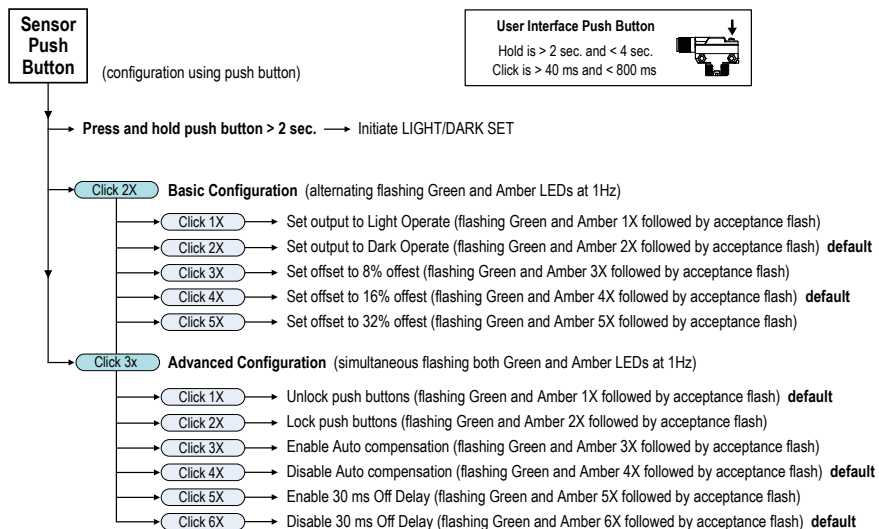 Sensor
Push
Button
(configuration using push button)
User Interface Push Button
Hold is > 2 sec. and < 4 sec.
Click is > 40 ms and < 800 ms
Press and hold push button > 2 sec. Initiate LIGHT/DARK SET
Click 2X Basic Configuration (alternating flashing Green and Amber LEDs at 1Hz)
Click 1X Set output to Light Operate (flashing Green and Amber 1X followed by acceptance flash)
Click 2X Set output to Dark Operate (flashing Green and Amber 2X followed by acceptance flash) default
Click 3X Set offset to 8% offest (flashing Green and Amber 3X followed by acceptance flash)
Click 4X Set offset to 16% offest (flashing Green and Amber 4X followed by acceptance flash) default
Click 5X Set offset to 32% offest (flashing Green and Amber 5X followed by acceptance flash)
Click 3x Advanced Configuration (simultaneous flashing both Green and Amber LEDs at 1Hz)
Click 1X Unlock push buttons (flashing Green and Amber 1X followed by acceptance flash) default
Click 2X Lock push buttons (flashing Green and Amber 2X followed by acceptance flash)
Click 3X Enable Auto compensation (flashing Green and Amber 3X followed by acceptance flash)
Click 4X Disable Auto compensation (flashing Green and Amber 4X followed by acceptance flash) default
Click 5X Enable 30 ms Off Delay (flashing Green and Amber 5X followed by acceptance flash)
Click 6X Disable 30 ms Off Delay (flashing Green and Amber 6X followed by acceptance flash) default